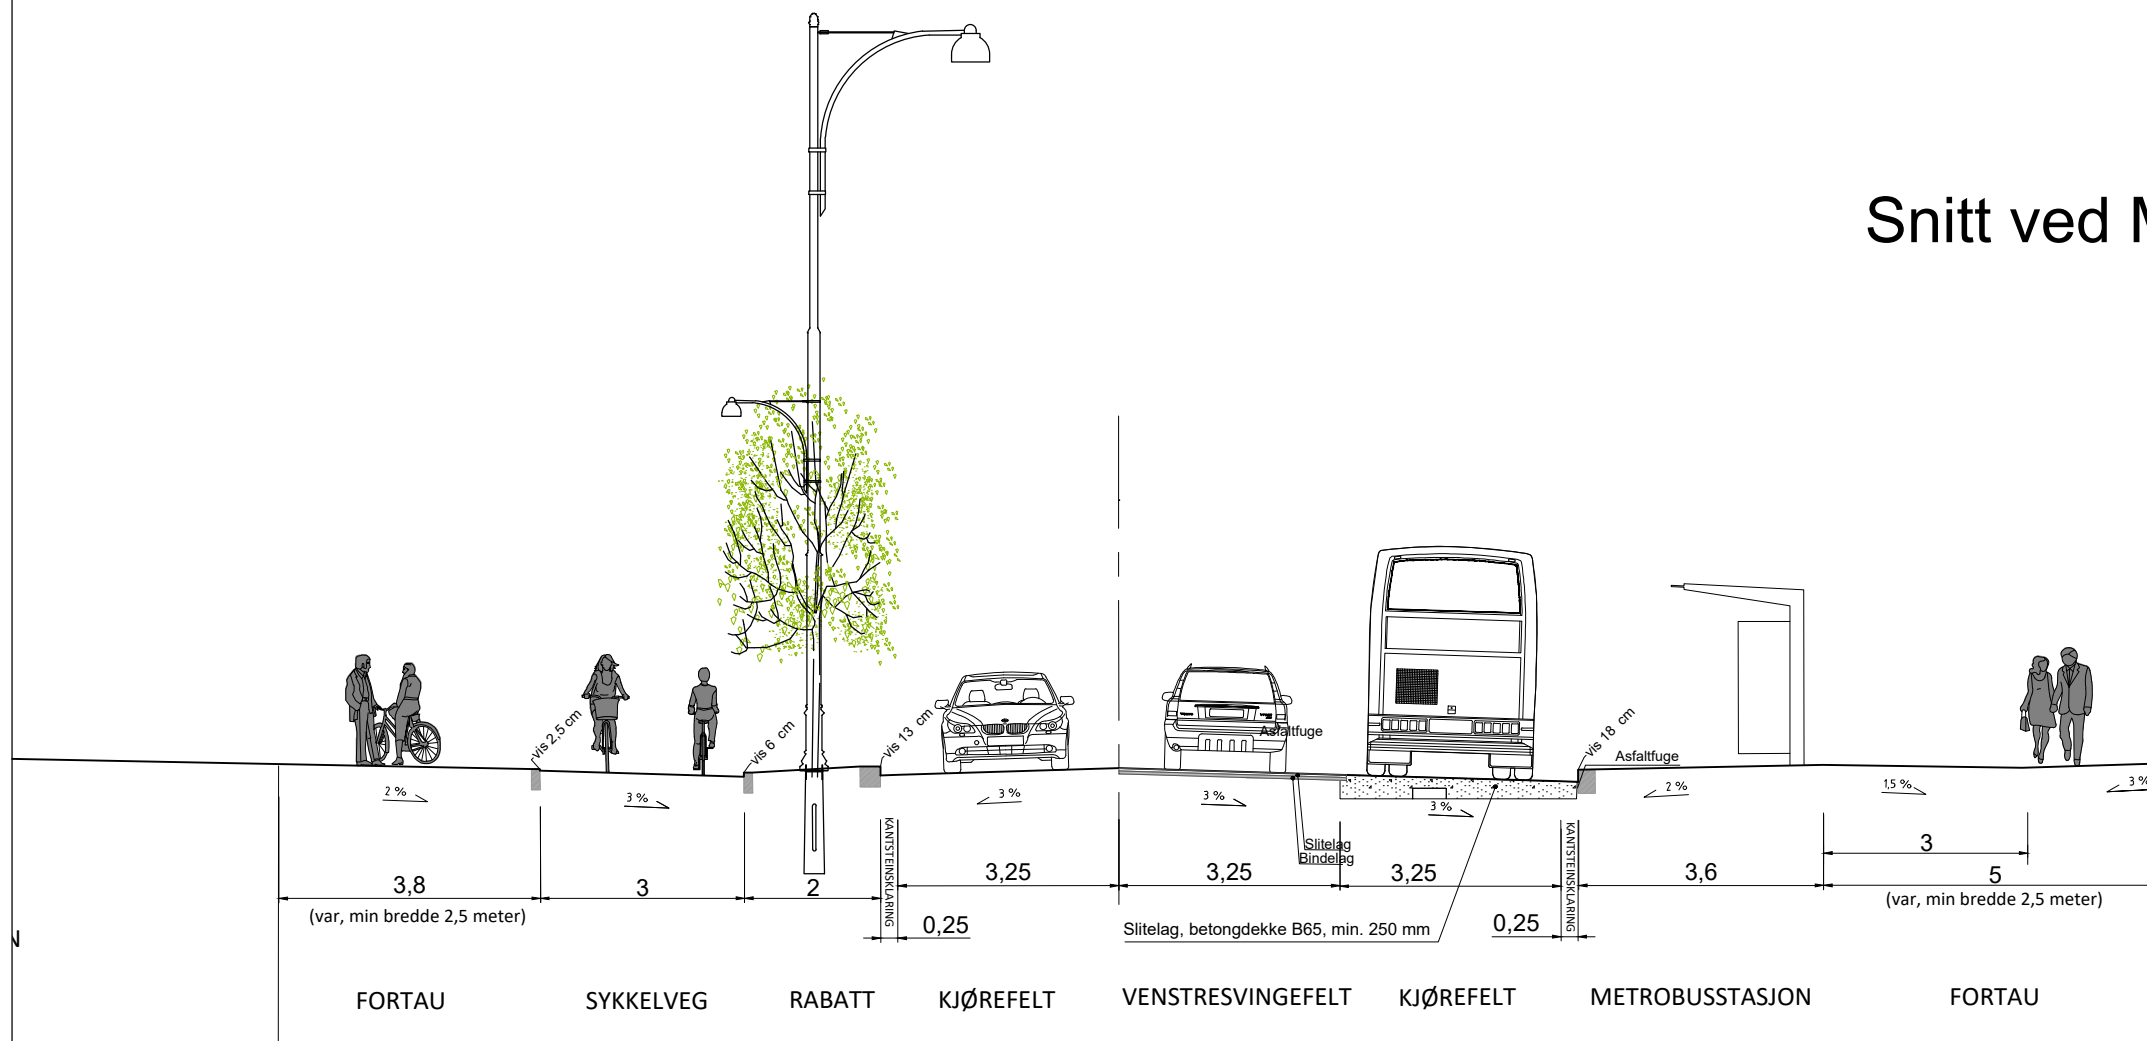 Snitt ved M
vis 2,5 cm
vis 6 cm
vis 13 cm
Asfaltfuge
vis 18 cm
Asfaltfuge
2 %
3 %
3 %
3 %
3 %
2 %
1,5 %
3 %
Slitelag
Bindelag
3,8
(var, min bredde 2,5 meter)
3
2
KANTSTEINSKLARING
0,25
3,25
3,25
3,25
Slitelag, betongdekke B65, min. 250 mm
0,25
KANTSTEINSKLARING
3,6
3
5
(var, min bredde 2,5 meter)
N
FORTAU
SYKKELVEG
RABATT
KJØREFELT
VENSTRESVINGEFELT
KJØREFELT
METROBUSSTASJON
FORTAU